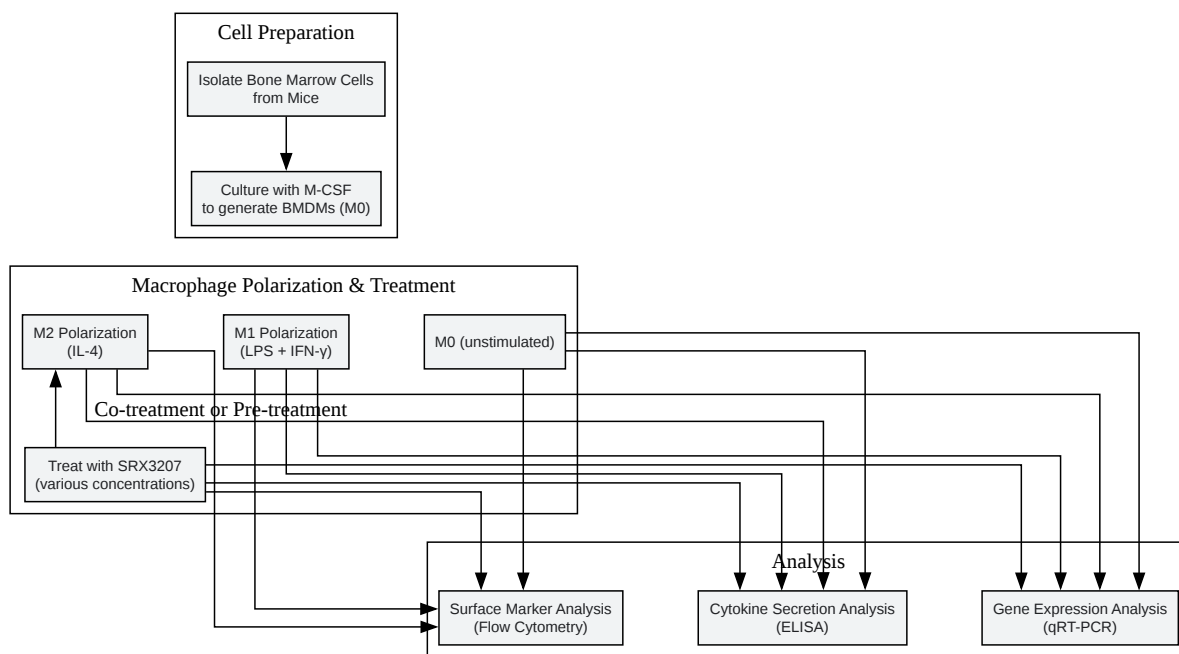 Cell Preparation
Isolate Bone Marrow Cells
from Mice
Culture with M-CSF
to generate BMDMs (M0)
Macrophage Polarization & Treatment
M2 Polarization
(IL-4)
M1 Polarization
(LPS + IFN-γ)
M0 (unstimulated)
Co-treatment or Pre-treatment
Treat with SRX3207
(various concentrations)
Analysis
Surface Marker Analysis
(Flow Cytometry)
Cytokine Secretion Analysis
(ELISA)
Gene Expression Analysis
(qRT-PCR)